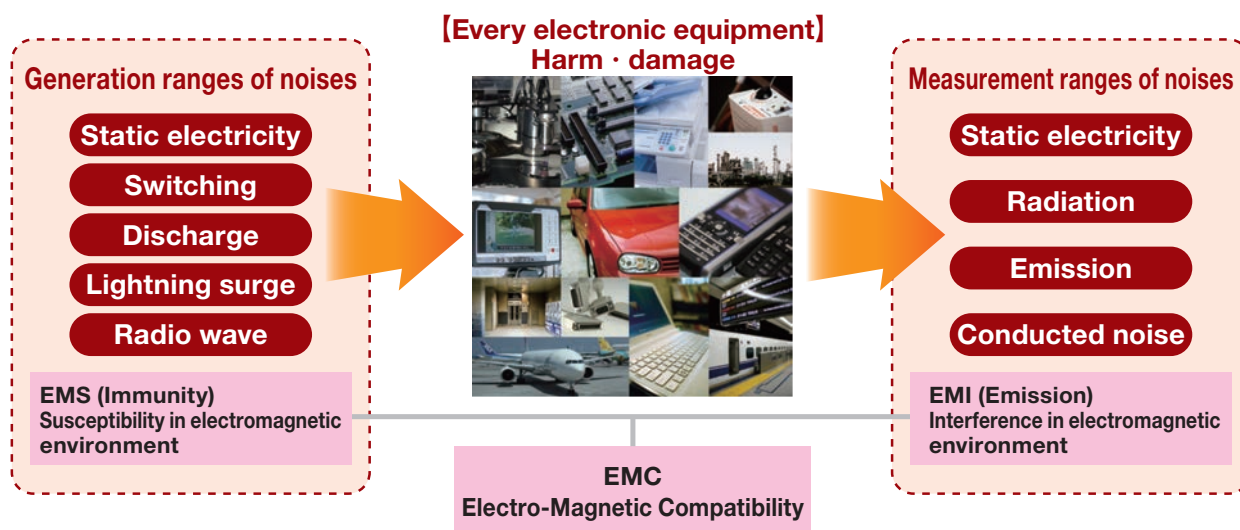 【Every electronic equipment】
Harm · damage
Generation ranges of noises
Static electricity
Switching
Discharge
Lightning surge
Radio wave
EMS (Immunity)
Susceptibility in electromagnetic
environment
Measurement ranges of noises
Static electricity
Radiation
Emission
Conducted noise
EMI (Emission)
Interference in electromagnetic
environment
EMC
Electro-Magnetic Compatibility